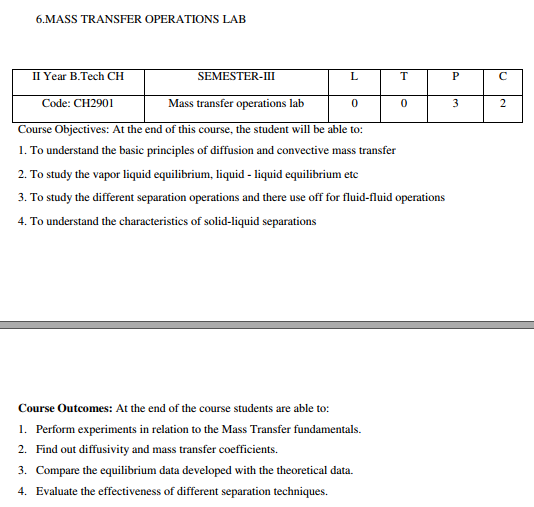 6.MASS TRANSFER OPERATIONS LAB
II Year B.Tech CH SEMESTER-III L T P C
Code: CH2901 Mass transfer operations lab 0 0 3 2
Course Objectives: At the end of this course, the student will be able to:
1. To understand the basic principles of diffusion and convective mass transfer
2. To study the vapor liquid equilibrium, liquid - liquid equilibrium etc
3. To study the different separation operations and there use off for fluid-fluid operations
4. To understand the characteristics of solid-liquid separations
Course Outcomes: At the end of the course students are able to:
1. Perform experiments in relation to the Mass Transfer fundamentals.
2. Find out diffusivity and mass transfer coefficients.
3. Compare the equilibrium data developed with the theoretical data.
4. Evaluate the effectiveness of different separation techniques.